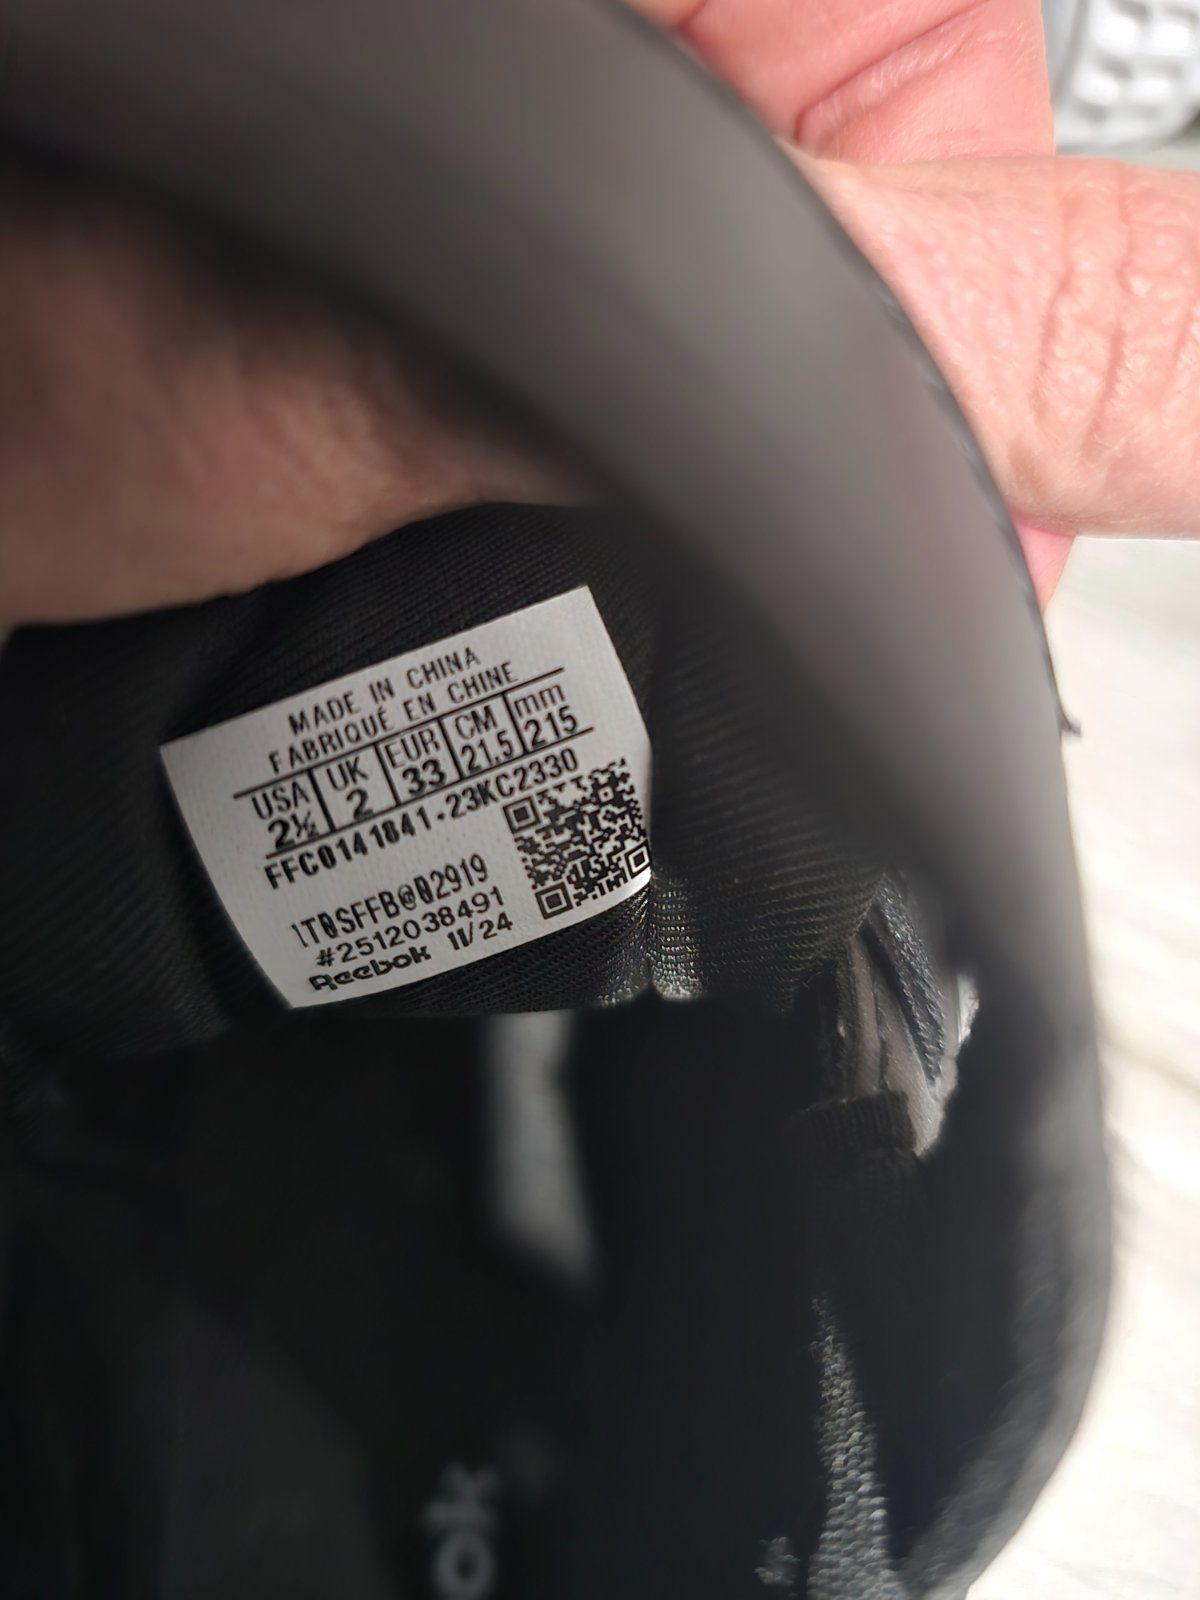 MADE IN CHINA
FABRIQUÉ EN CHINE
USA UK EUR CM mm
2½ 2 33 21.5 215
FFC0141841-23KC2330
1T0SFFB@02919
#2512038491
Reebok 11/24
ok